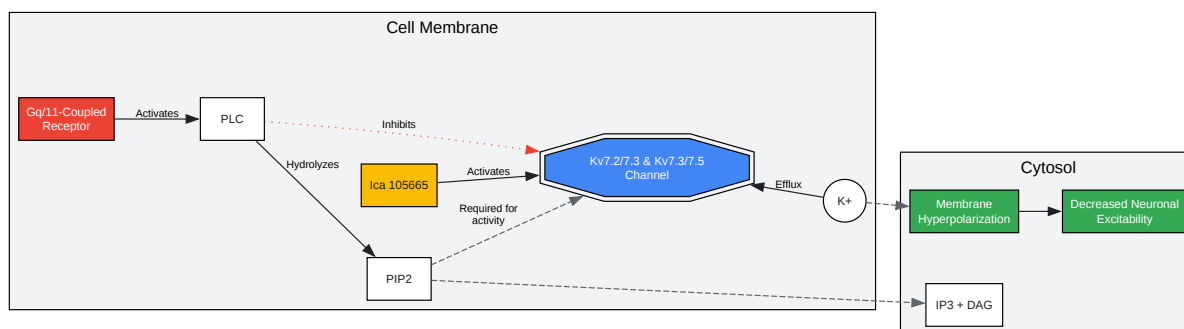 Cell Membrane
Gq/11-Coupled
Receptor
Activates
PLC
Inhibits
Hydrolyzes
Ica 105665
Activates
Kv7.2/7.3 & Kv7.3/7.5
Channel
Required for
activity
Efflux
K+
PIP2
Cytosol
Membrane
Hyperpolarization
Decreased Neuronal
Excitability
IP3 + DAG